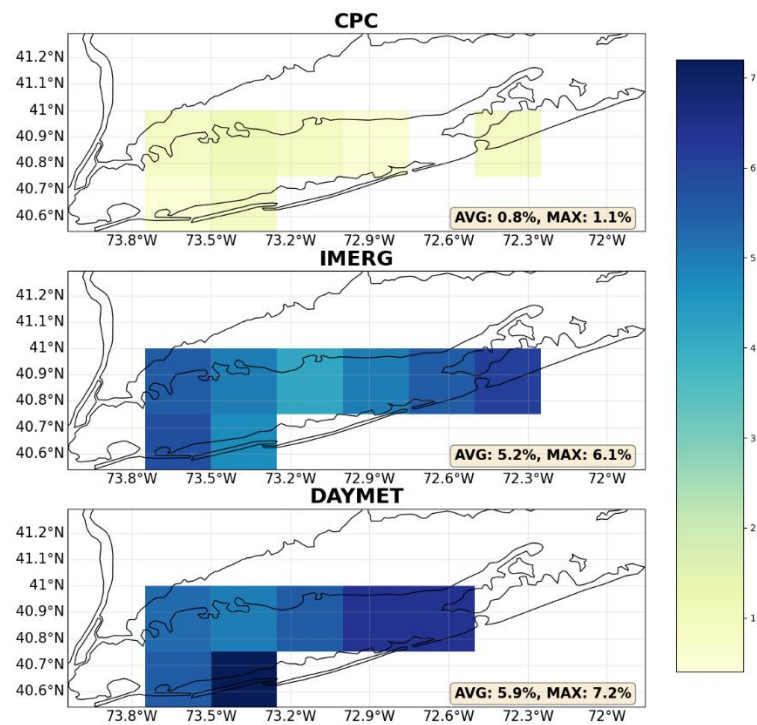 CPC
41.2°N
41.1°N
41°N
40.9°N
40.8°N
40.7°N
40.6°N
AVG: 0.8%, MAX: 1.1%
73.8°W 73.5°W 73.2°W 72.9°W 72.6°W 72.3°W 72°W
IMERG
41.2°N
41.1°N
41°N
40.9°N
40.8°N
40.7°N
40.6°N
AVG: 5.2%, MAX: 6.1%
73.8°W 73.5°W 73.2°W 72.9°W 72.6°W 72.3°W 72°W
DAYMET
41.2°N
41.1°N
41°N
40.9°N
40.8°N
40.7°N
40.6°N
AVG: 5.9%, MAX: 7.2%
73.8°W 73.5°W 73.2°W 72.9°W 72.6°W 72.3°W 72°W
7
6
5
4
3
2
1